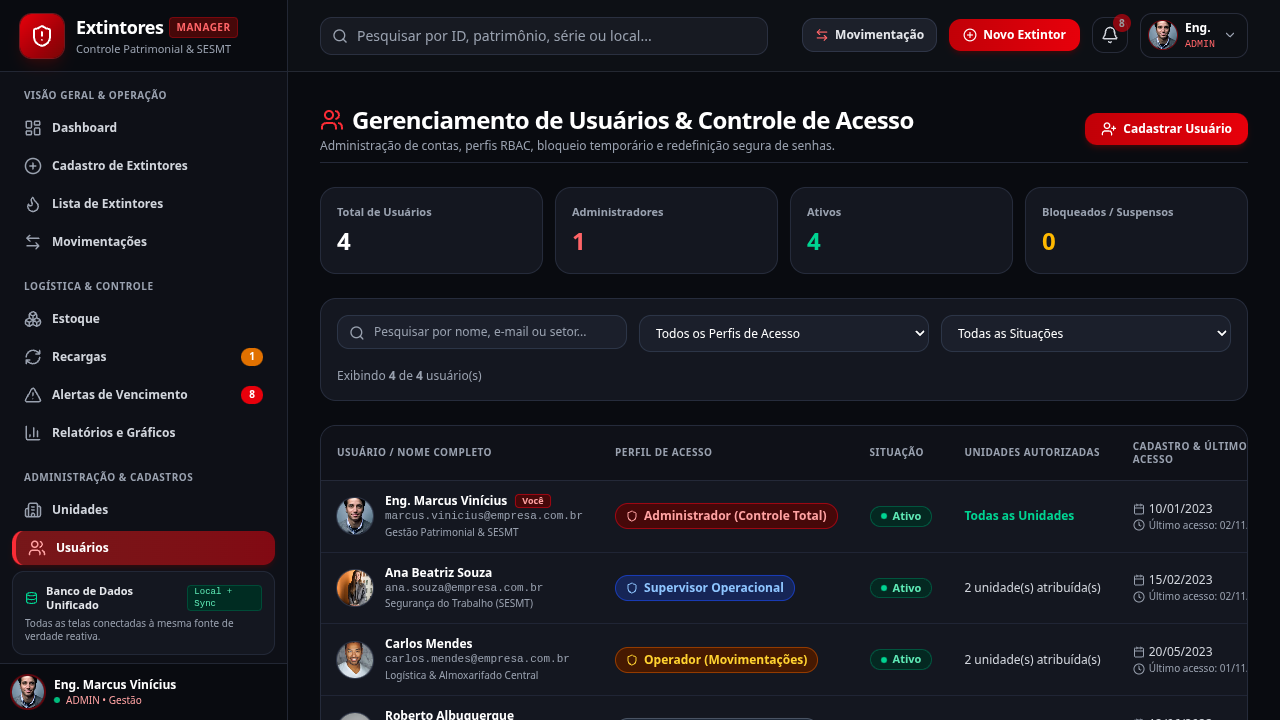 Extintores MANAGER
Controle Patrimonial & SESMT
Pesquisar por ID, patrimônio, série ou local...
Movimentação
Novo Extintor
8
Eng.
ADMIN
VISÃO GERAL & OPERAÇÃO
Dashboard
Cadastro de Extintores
Lista de Extintores
Movimentações
LOGÍSTICA & CONTROLE
Estoque
Recargas 1
Alertas de Vencimento 8
Relatórios e Gráficos
ADMINISTRAÇÃO & CADASTROS
Unidades
Usuários
Banco de Dados
Unificado
Local +
Sync
Todas as telas conectadas à mesma fonte de
verdade reativa.
Eng. Marcus Vinícius
ADMIN • Gestão
Gerenciamento de Usuários & Controle de Acesso
Administração de contas, perfis RBAC, bloqueio temporário e redefinição segura de senhas.
Cadastrar Usuário
Total de Usuários
4
Administradores
1
Ativos
4
Bloqueados / Suspensos
0
Pesquisar por nome, e-mail ou setor...
Todos os Perfis de Acesso
Todas as Situações
Exibindo 4 de 4 usuário(s)
USUÁRIO / NOME COMPLETO
PERFIL DE ACESSO
SITUAÇÃO
UNIDADES AUTORIZADAS
CADASTRO & ÚLTIMO
ACESSO
Eng. Marcus Vinícius Você
marcus.vinicius@empresa.com.br
Gestão Patrimonial & SESMT
Administrador (Controle Total)
Ativo
Todas as Unidades
10/01/2023
Último acesso: 02/11
Ana Beatriz Souza
ana.souza@empresa.com.br
Segurança do Trabalho (SESMT)
Supervisor Operacional
Ativo
2 unidade(s) atribuída(s)
15/02/2023
Último acesso: 02/11
Carlos Mendes
carlos.mendes@empresa.com.br
Logística & Almoxarifado Central
Operador (Movimentações)
Ativo
2 unidade(s) atribuída(s)
20/05/2023
Último acesso: 01/11
Roberto Albuquerque